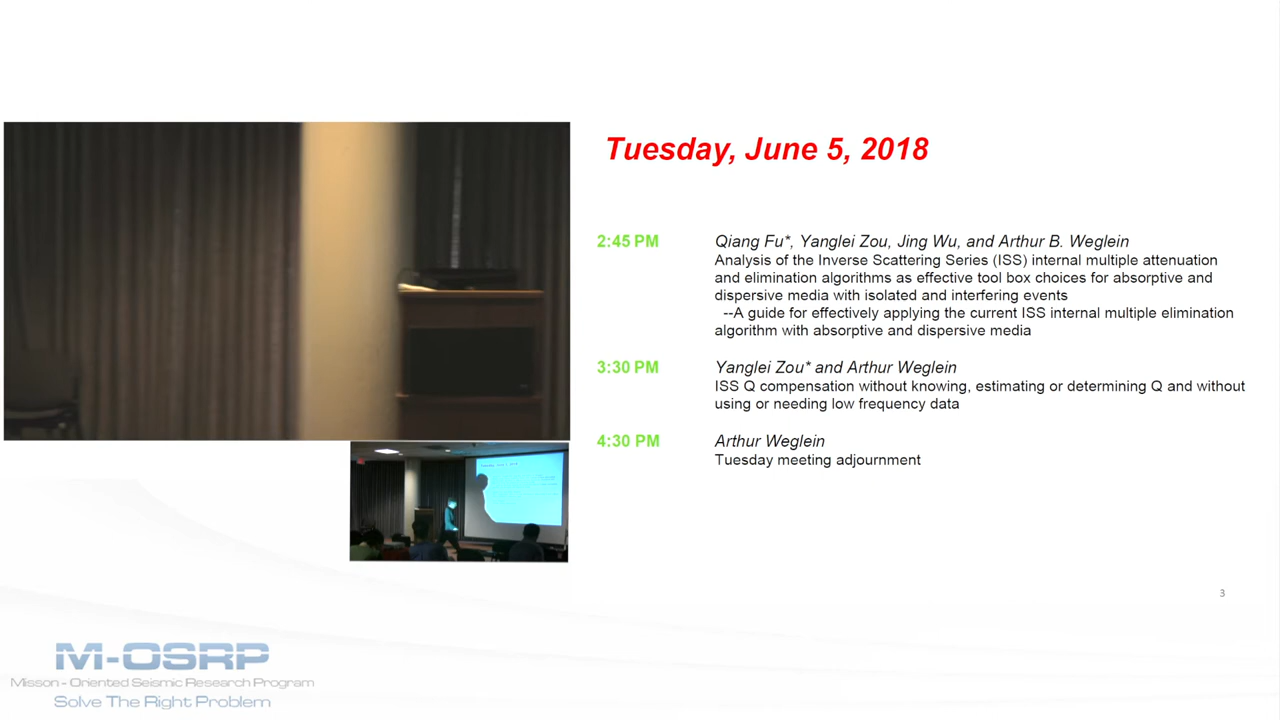 Tuesday, June 5, 2018
2:45 PM
Qiang Fu*, Yanglei Zou, Jing Wu, and Arthur B. Weglein
Analysis of the Inverse Scattering Series (ISS) internal multiple attenuation
and elimination algorithms as effective tool box choices for absorptive and
dispersive media with isolated and interfering events
--A guide for effectively applying the current ISS internal multiple elimination
algorithm with absorptive and dispersive media
3:30 PM
Yanglei Zou* and Arthur Weglein
ISS Q compensation without knowing, estimating or determining Q and without
using or needing low frequency data
4:30 PM
Arthur Weglein
Tuesday meeting adjournment
3
M-OSRP
Misson - Oriented Seismic Research Program
Solve The Right Problem